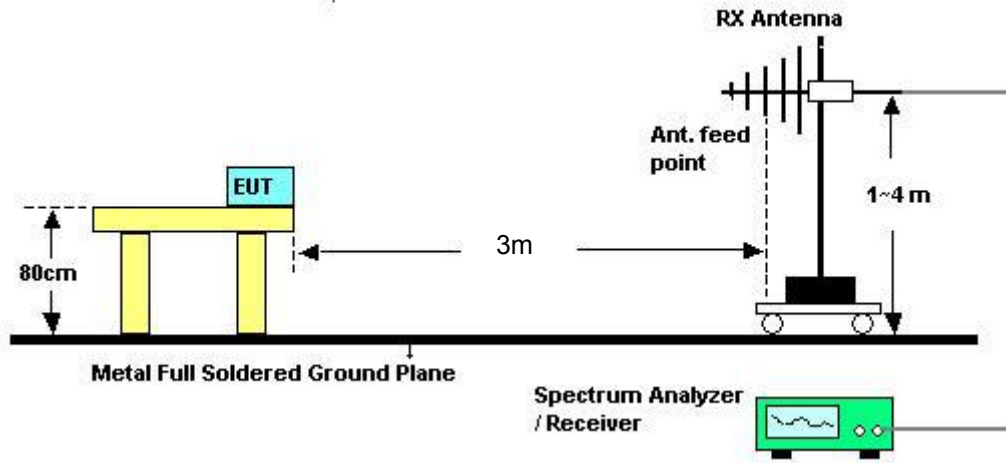 RX Antenna
Ant. feed
point
EUT
1~4 m
3m
80cm
Metal Full Soldered Ground Plane
Spectrum Analyzer
/ Receiver